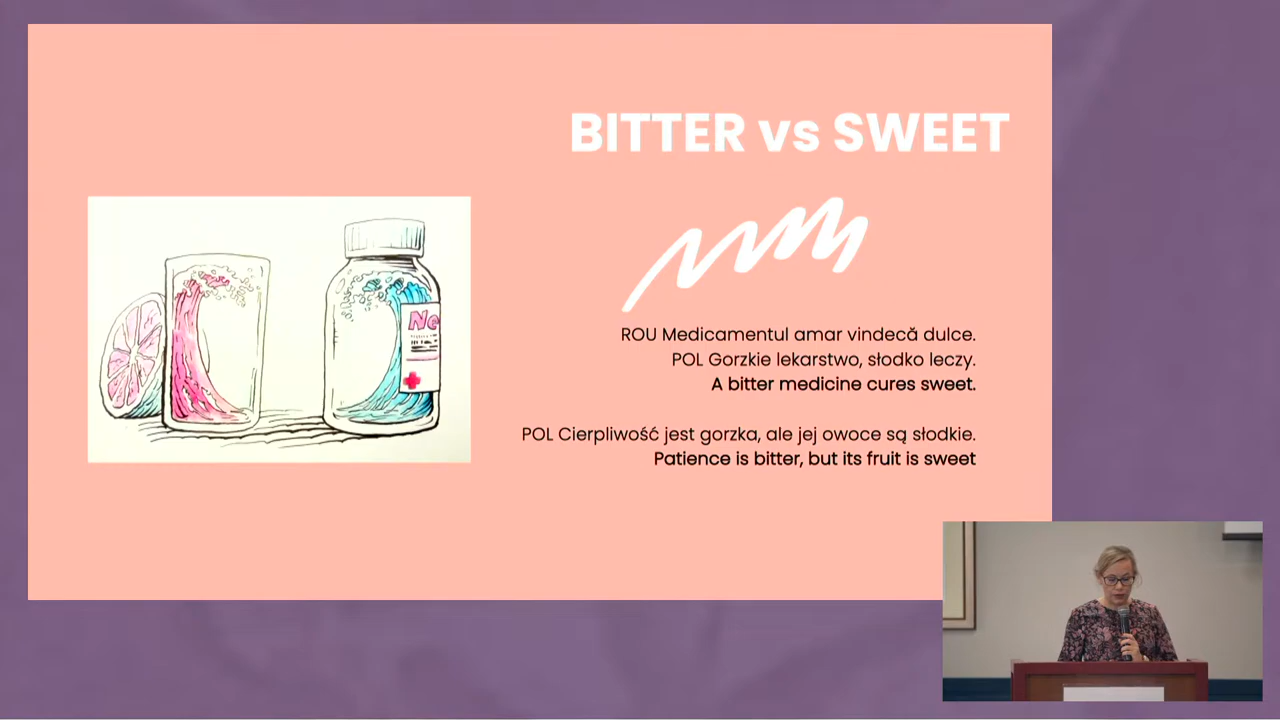 BITTER vs SWEET
Ne
ROU Medicamentul amar vindecă dulce.
POL Gorzkie lekarstwo, słodko leczy.
A bitter medicine cures sweet.
POL Cierpliwość jest gorzka, ale jej owoce są słodkie.
Patience is bitter, but its fruit is sweet